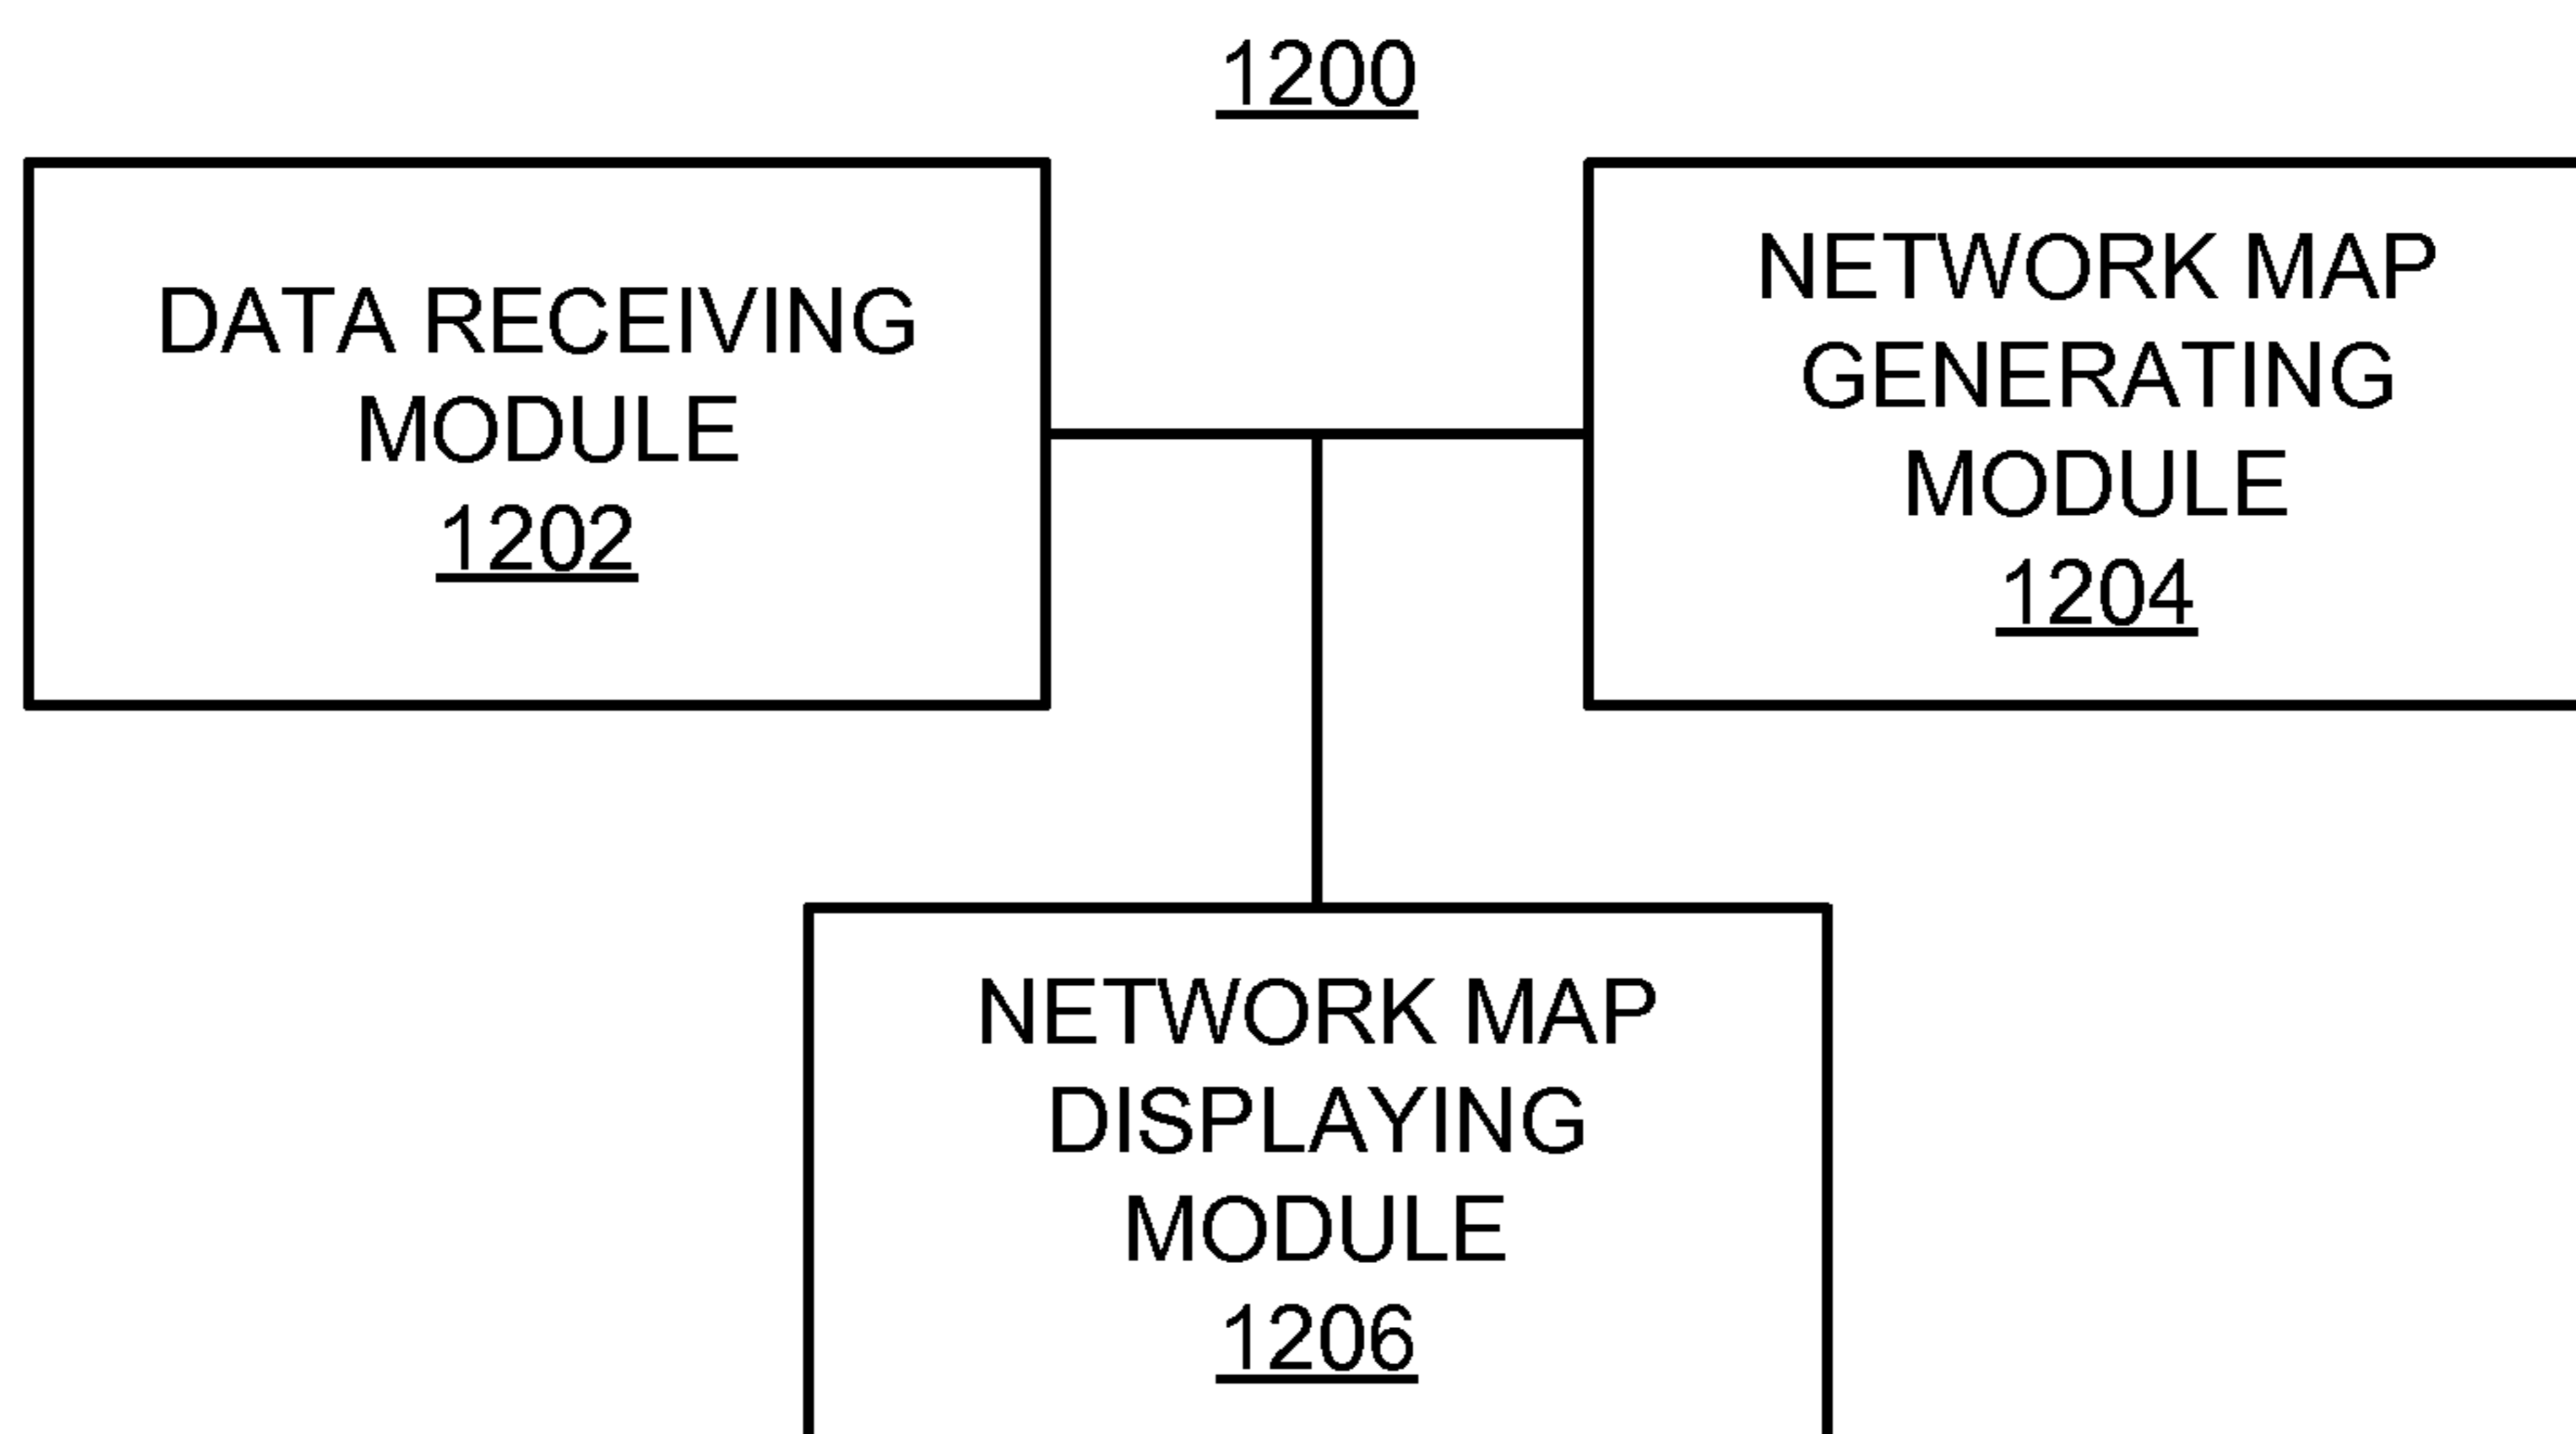 1200
DATA RECEIVING
MODULE
1202
NETWORK MAP
GENERATING
MODULE
1204
NETWORK MAP
DISPLAYING
MODULE
1206